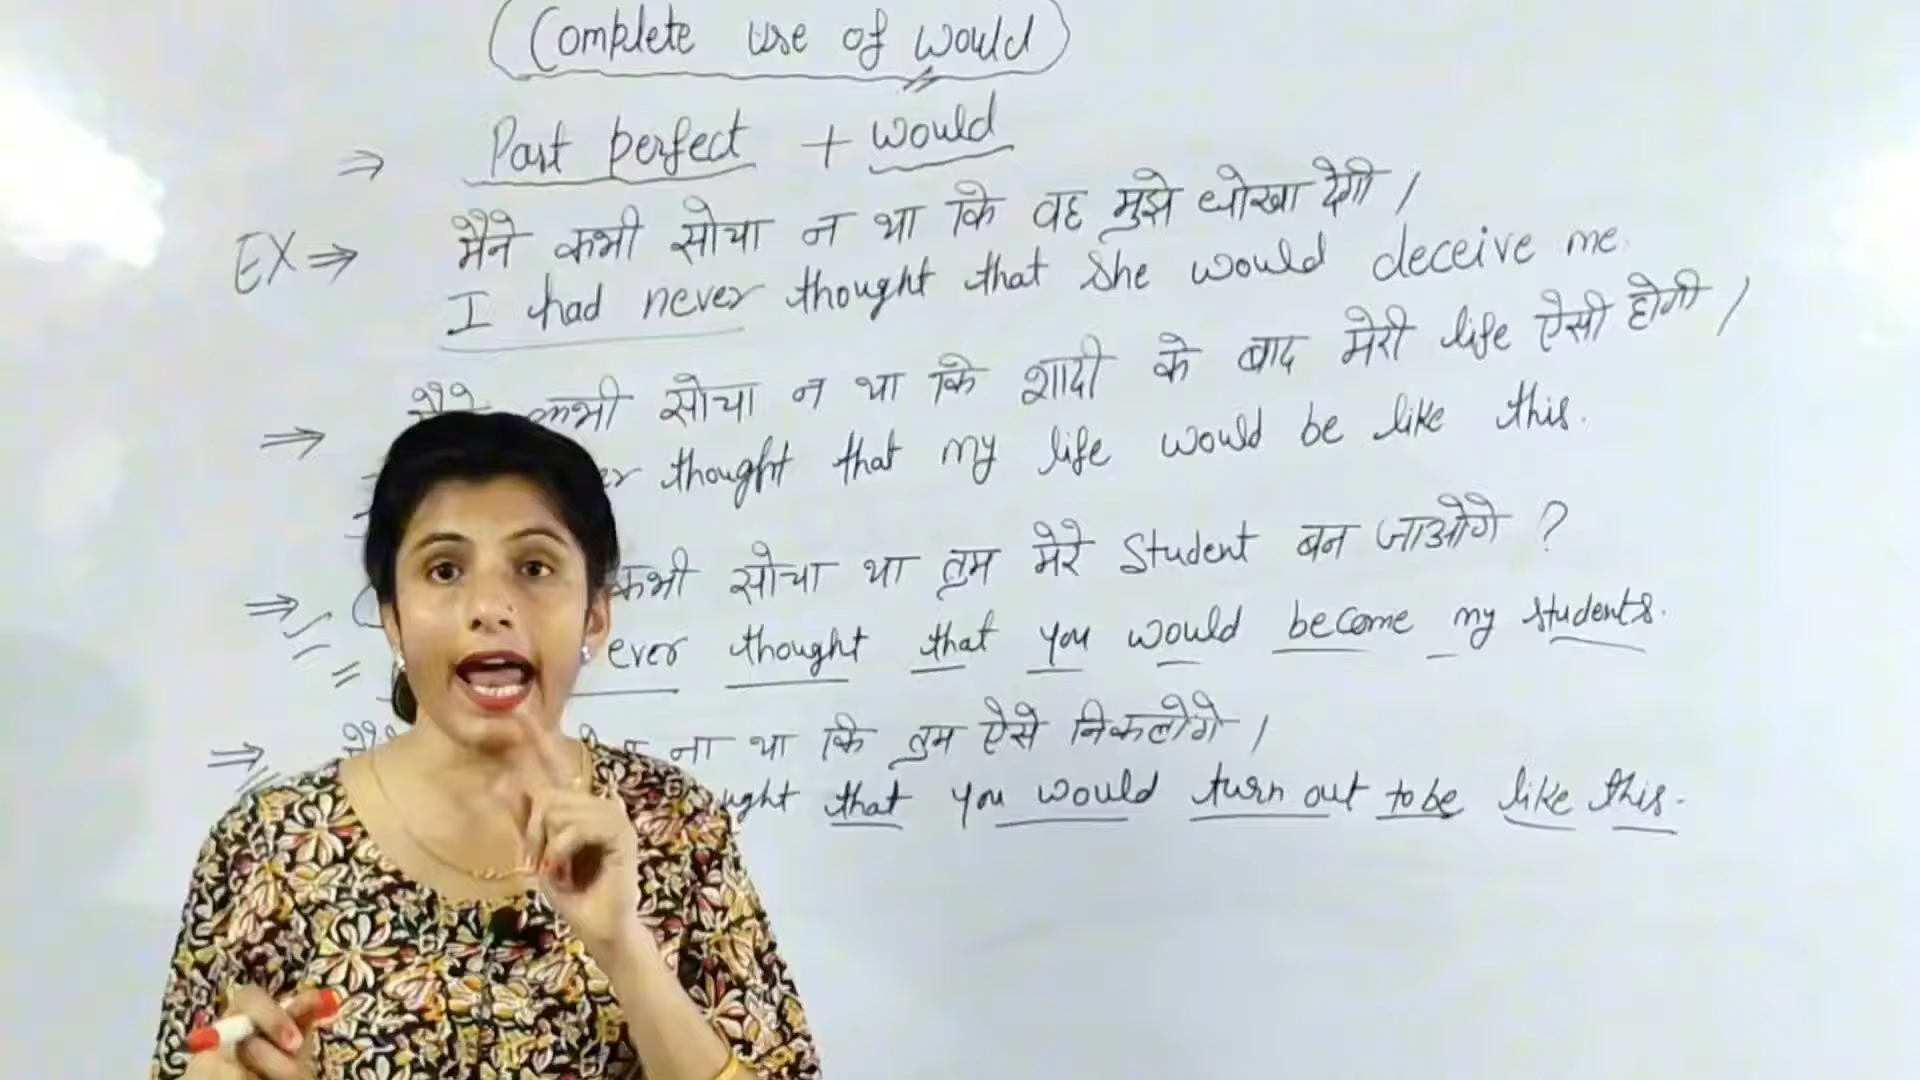 Complete use of would
⇒ Past perfect + would
EX ⇒ मैंने कभी सोचा न था कि वह मुझे धोखा देगी ।
I had never thought that she would deceive me.
⇒ कभी सोचा न था कि शादी के बाद मेरी life ऐसी होगी ।
thought that my life would be like this.
⇒ कभी सोचा था तुम मेरे Student बन जाओगे ?
ever thought that you would become my students.
⇒ ना था कि तुम ऐसे निकलोगे ।
that you would turn out to be like this.